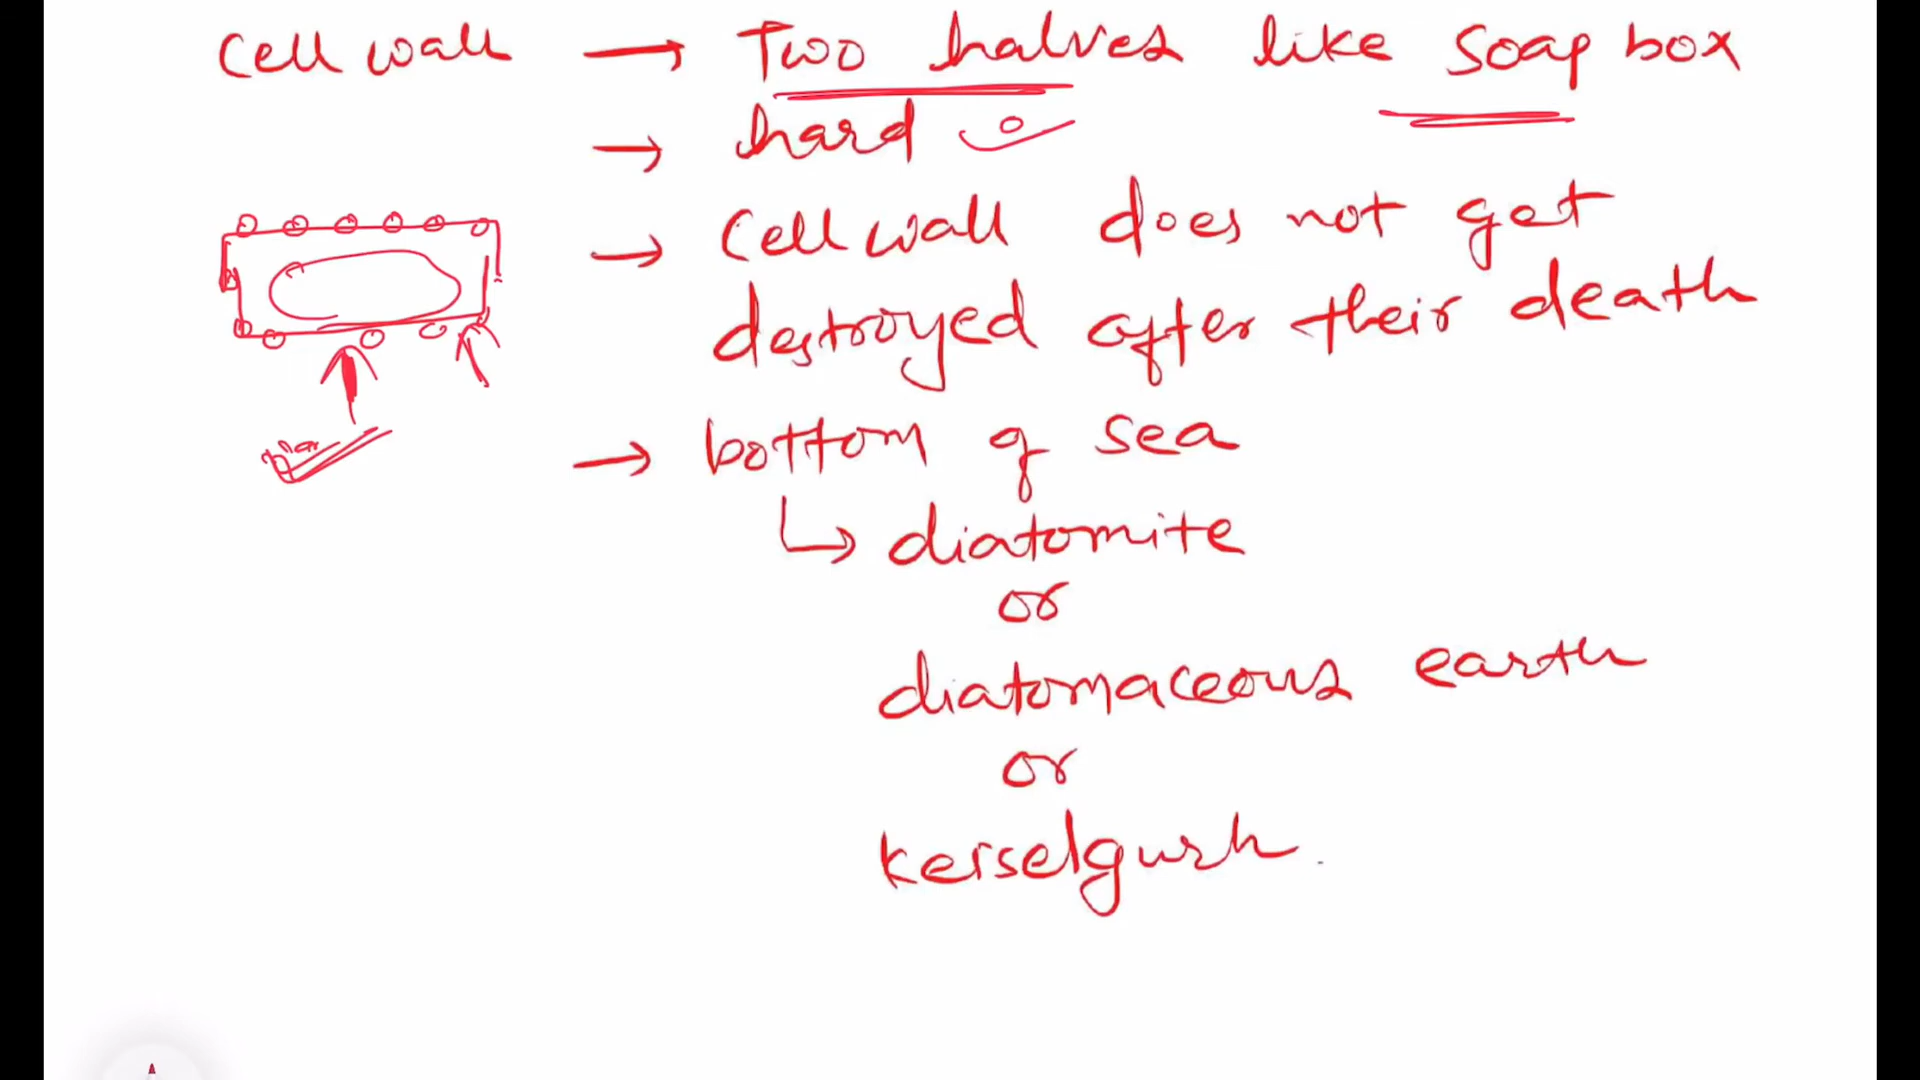 Cell wall → Two halves like soap box
→ hard
→ Cell wall does not get
destroyed after their death
→ bottom of sea
↳ diatomite
or
diatomaceous earth
or
keiselgurh